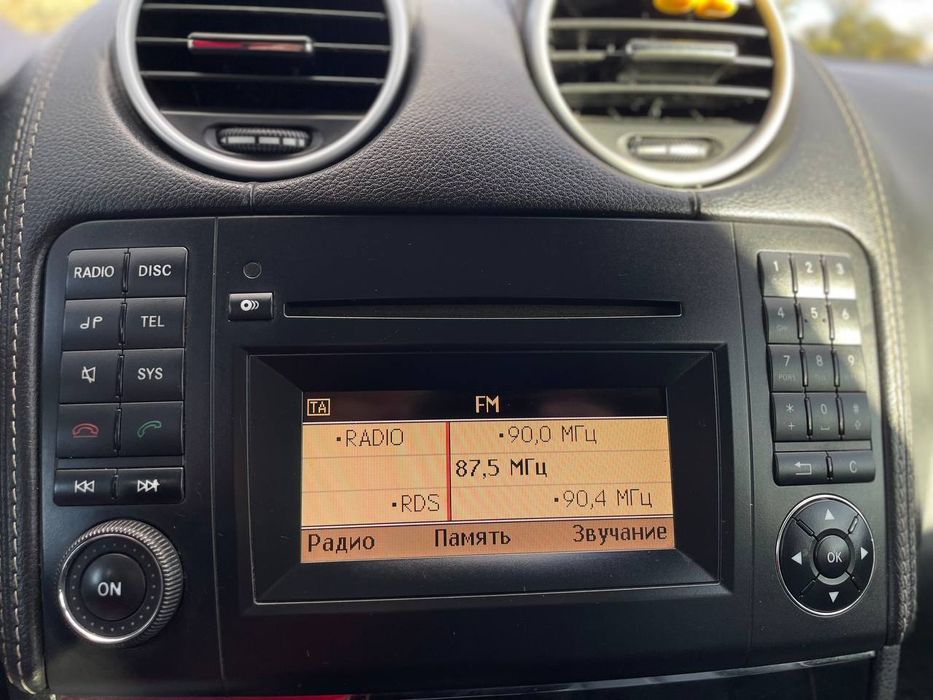 RADIO DISC
TEL
SYS
ON
TA FM
RADIO 90,0 МГц
87,5 МГц
RDS 90,4 МГц
Радио Память Звучание
1 2 3
4 5 6
7 8 9
PQRS
* 0 #
+
C
OK